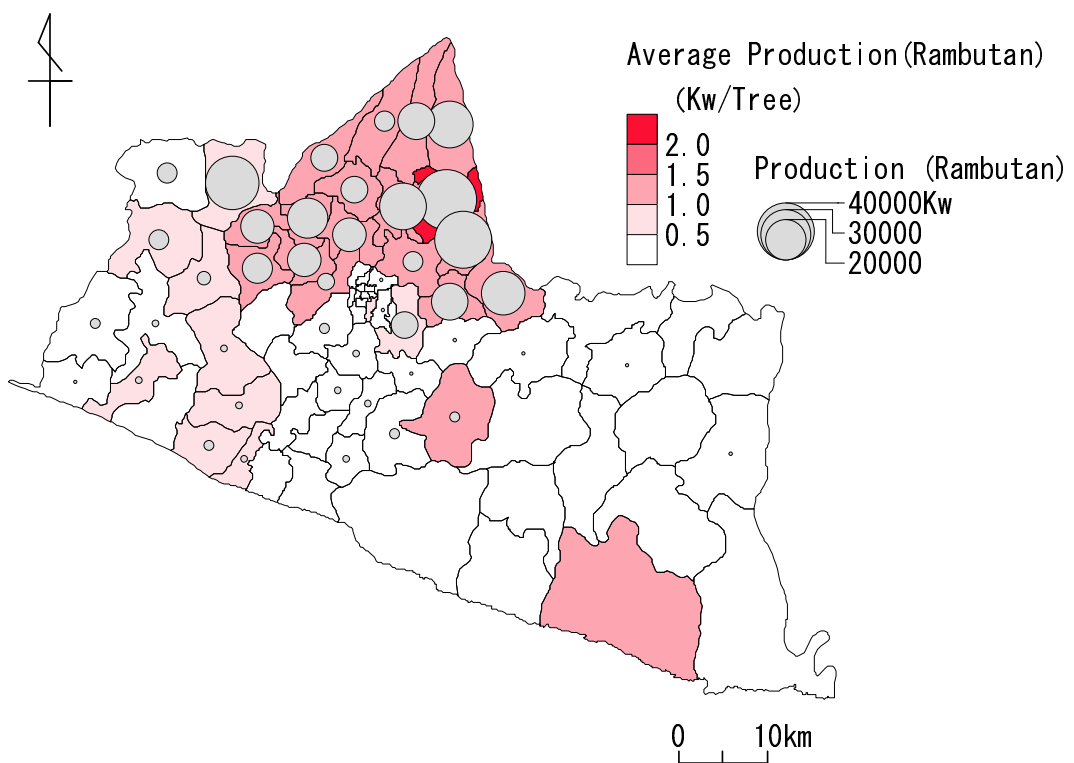 Average Production(Rambutan)
(Kw/Tree)
2.0
1.5
1.0
0.5
Production (Rambutan)
40000Kw
30000
20000
0 10km